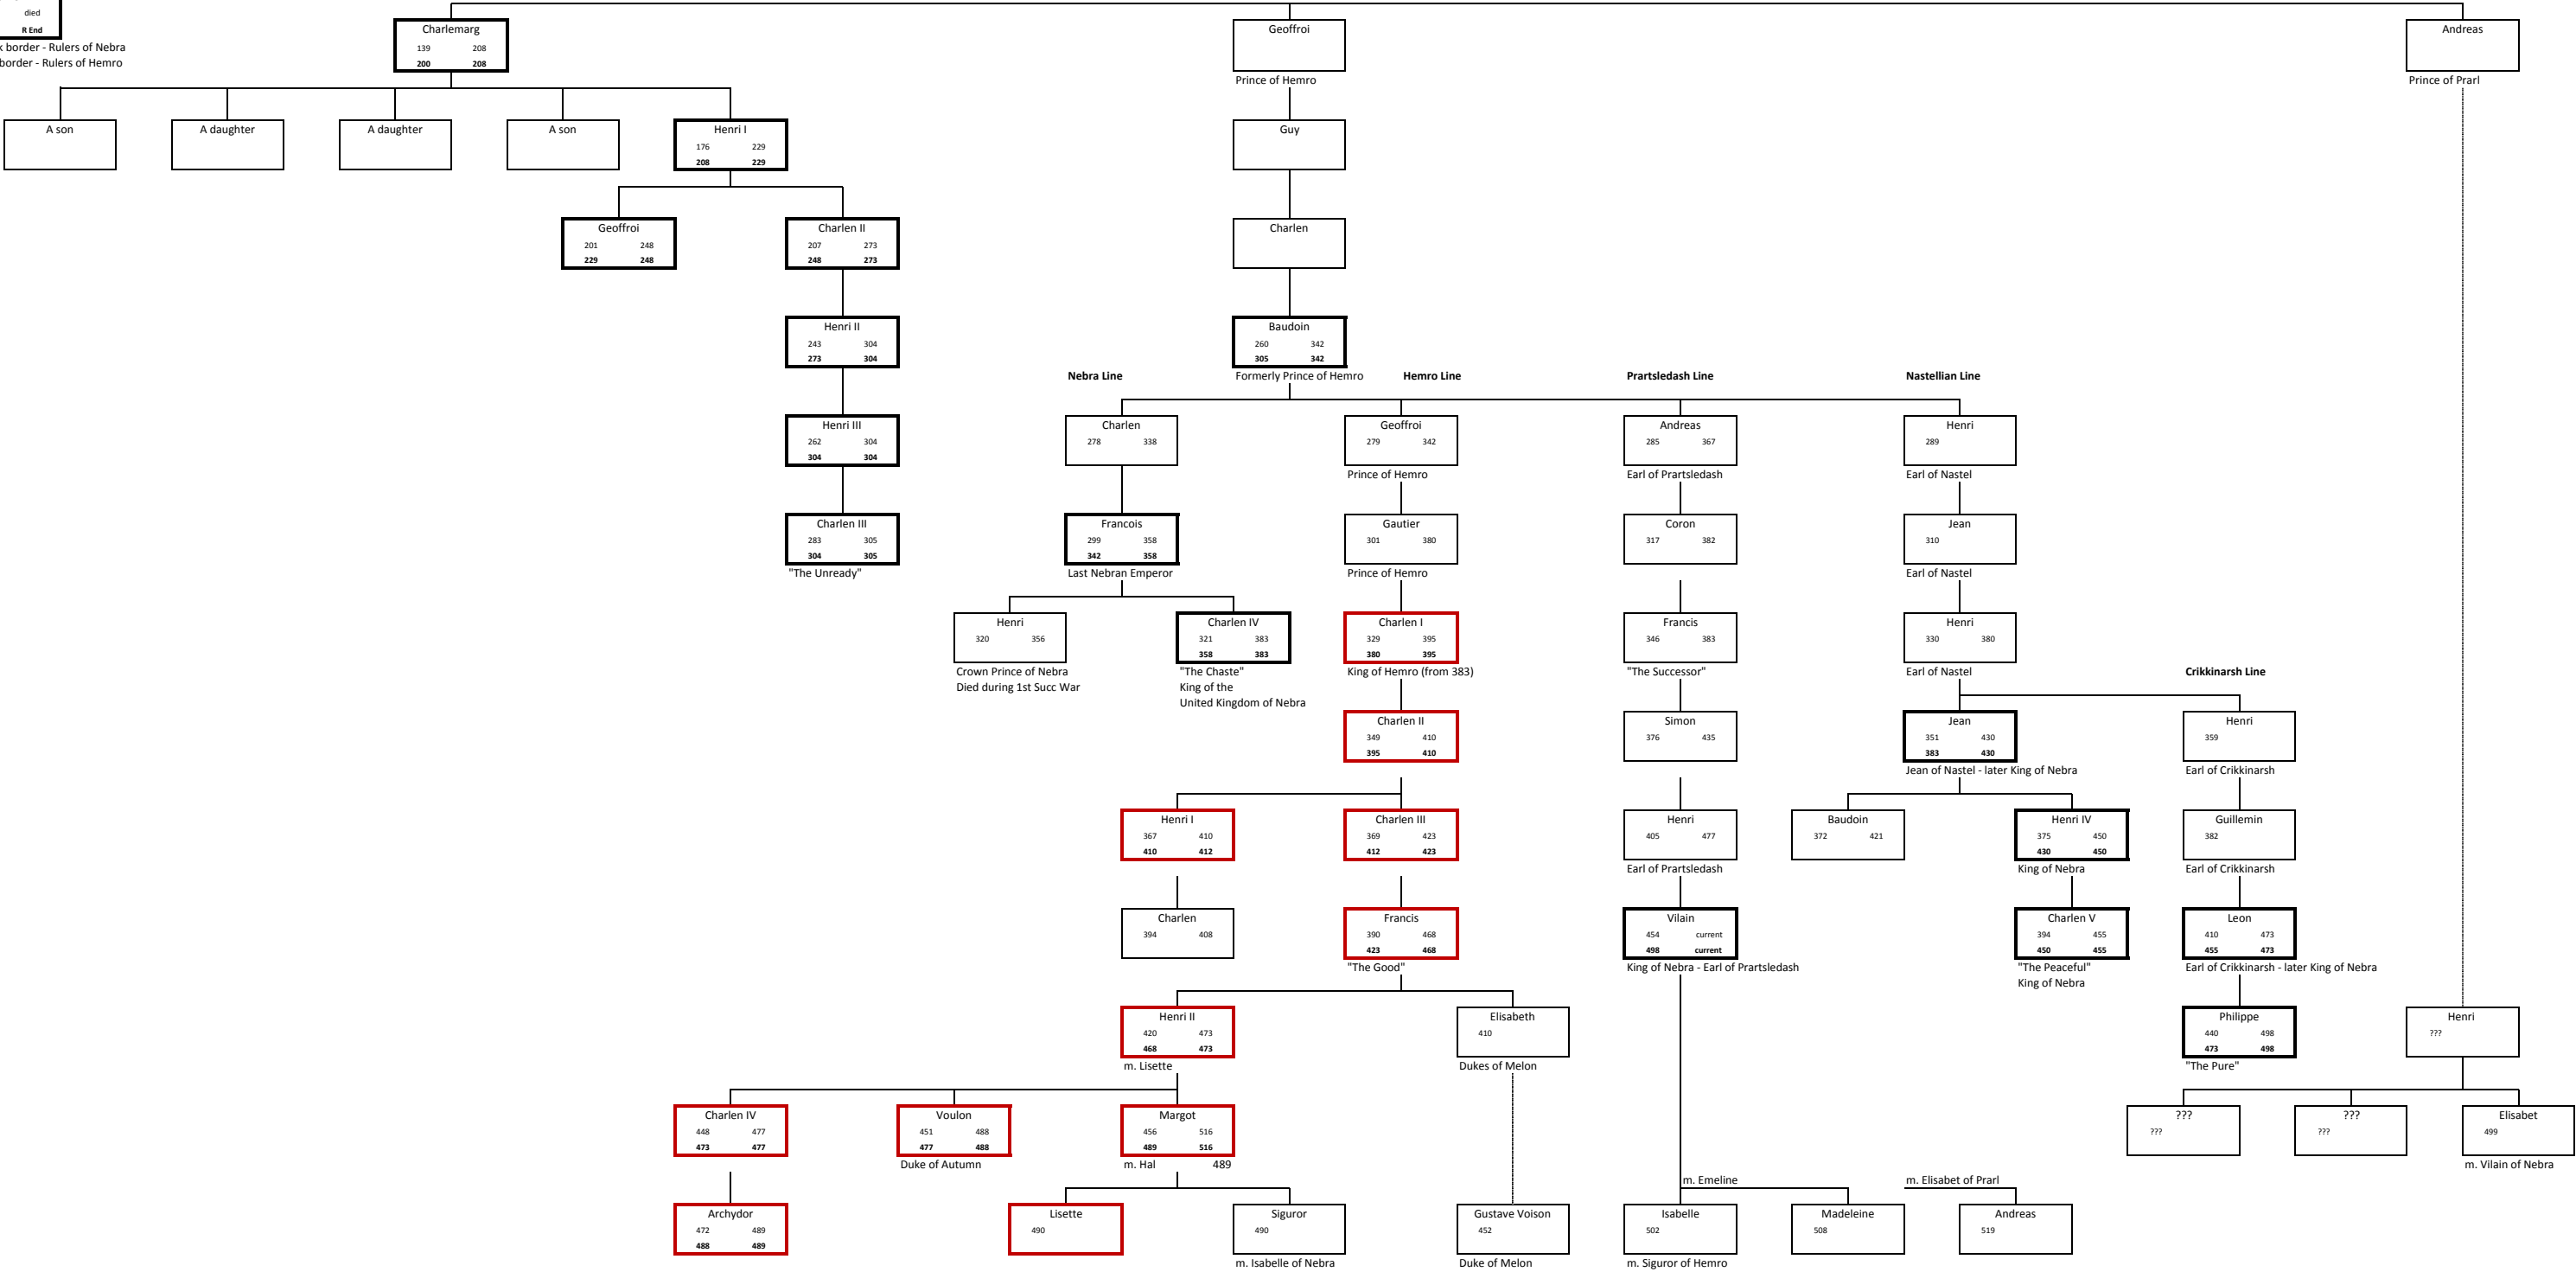 died
R End
k border - Rulers of Nebra
border - Rulers of Hemro
Charlemarg
139 208
200 208
Geoffroi
Prince of Hemro
Andreas
Prince of Prarl
A son
A daughter
A daughter
A son
Henri I
176 229
208 229
Guy
Geoffroi
201 248
229 248
Charlen II
207 273
248 273
Charlen
Henri II
243 304
273 304
Baudoin
260 342
305 342
Formerly Prince of Hemro
Nebra Line
Hemro Line
Prartsledash Line
Nastellian Line
Henri III
262 304
304 304
Charlen
278 338
Geoffroi
279 342
Prince of Hemro
Andreas
285 367
Earl of Prartsledash
Henri
289
Earl of Nastel
Charlen III
283 305
304 305
"The Unready"
Francois
299 358
342 358
Last Nebran Emperor
Gautier
301 380
Prince of Hemro
Coron
317 382
Jean
310
Earl of Nastel
Henri
320 356
Crown Prince of Nebra
Died during 1st Succ War
Charlen IV
321 383
358 383
"The Chaste"
King of the
United Kingdom of Nebra
Charlen I
329 395
380 395
King of Hemro (from 383)
Francis
346 383
"The Successor"
Henri
330 380
Earl of Nastel
Crikkinarsh Line
Charlen II
349 410
395 410
Simon
376 435
Jean
351 430
383 430
Jean of Nastel - later King of Nebra
Henri
359
Earl of Crikkinarsh
Henri I
367 410
410 412
Charlen III
369 423
412 423
Henri
405 477
Earl of Prartsledash
Baudoin
372 421
Henri IV
375 450
430 450
King of Nebra
Guillemin
382
Earl of Crikkinarsh
Charlen
394 408
Francis
390 468
423 468
"The Good"
Vilain
454 current
498 current
King of Nebra - Earl of Prartsledash
Charlen V
394 455
450 455
"The Peaceful"
King of Nebra
Leon
410 473
455 473
Earl of Crikkinarsh - later King of Nebra
Henri II
420 473
468 473
m. Lisette
Elisabeth
410
Dukes of Melon
Philippe
440 498
473 498
"The Pure"
Henri
???
Charlen IV
448 477
473 477
Voulon
451 488
477 488
Duke of Autumn
Margot
456 516
489 516
m. Hal 489
???
???
???
???
Elisabet
499
m. Vilain of Nebra
m. Emeline
m. Elisabet of Prarl
Archydor
472 489
488 489
Lisette
490
Siguror
490
m. Isabelle of Nebra
Gustave Voison
452
Duke of Melon
Isabelle
502
m. Siguror of Hemro
Madeleine
508
Andreas
519